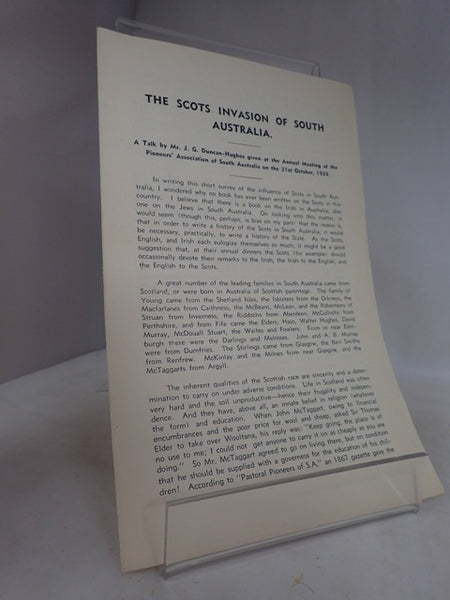 THE SCOTS INVASION OF SOUTH
AUSTRALIA.
A Talk by Mr. J. G. Duncan-Hughes given at the Annual Meeting of the
Pioneers' Association of South Australia on the 31st October, 1959.
In writing this short survey of the influence of Scots in South Aus-
tralia, I wondered why no book has ever been written on the Scots in this
country. I believe that there is a book on the Irish in Australia, also
one on the Jews in South Australia. On looking into this matter, it
would seem (though this, perhaps, is bias on my part) that the reason is,
that in order to write a history of the Scots in South Australia, it would
be necessary, practically, to write a history of the State. As the Scots,
English, and Irish each eulogize themselves so much, it might be a good
suggestion that, at their annual dinners the Scots (for example) should
occasionally devote their remarks to the Irish, the Irish to the English, and
the English to the Scots.
A great number of the leading families in South Australia came from
Scotland, or were born in Australia of Scottish parentage. The family of
Young came from the Shetland Isles, the Isbisters from the Orkneys, the
Macfarlanes from Caithness, the McBeans, McLean, and the Robertsons of
Struan from Inverness, the Riddochs from Aberdeen, McCullochs from
Perthshire, and from Fife came the Elders, Hays, Walter Hughes, David
Murray, McDouall Stuart, the Waites and Fowlers. From or near Edin-
burgh there were the Darlings and Melroses. John and A. B. Murray
were from Dumfries. The Stirlings came from Glasgow, the Barr Smiths
from Renfrew. McKinlay and the Milnes from near Glasgow, and the
McTaggarts from Argyll.
The inherent qualities of the Scottish race are sincerity and a deter-
mination to carry on under adverse conditions. Life in Scotland was often
very hard and the soil unproductive—hence their frugality and indepen-
dence. And they have, above all, an innate belief in religion (whatever
the form) and education. When John McTaggart, owing to financial
encumbrances and the poor price for wool and sheep, asked Sir Thomas
Elder to take over Wooltana, his reply was: "Keep going, the place is of
no use to me; I could not get anyone to carry it on as cheaply as you are
doing." So Mr. McTaggart agreed to go on living there, but on condition
that he should be supplied with a governess for the education of his chil-
dren! According to "Pastoral Pioneers of S.A." an 1867 gazette gave the